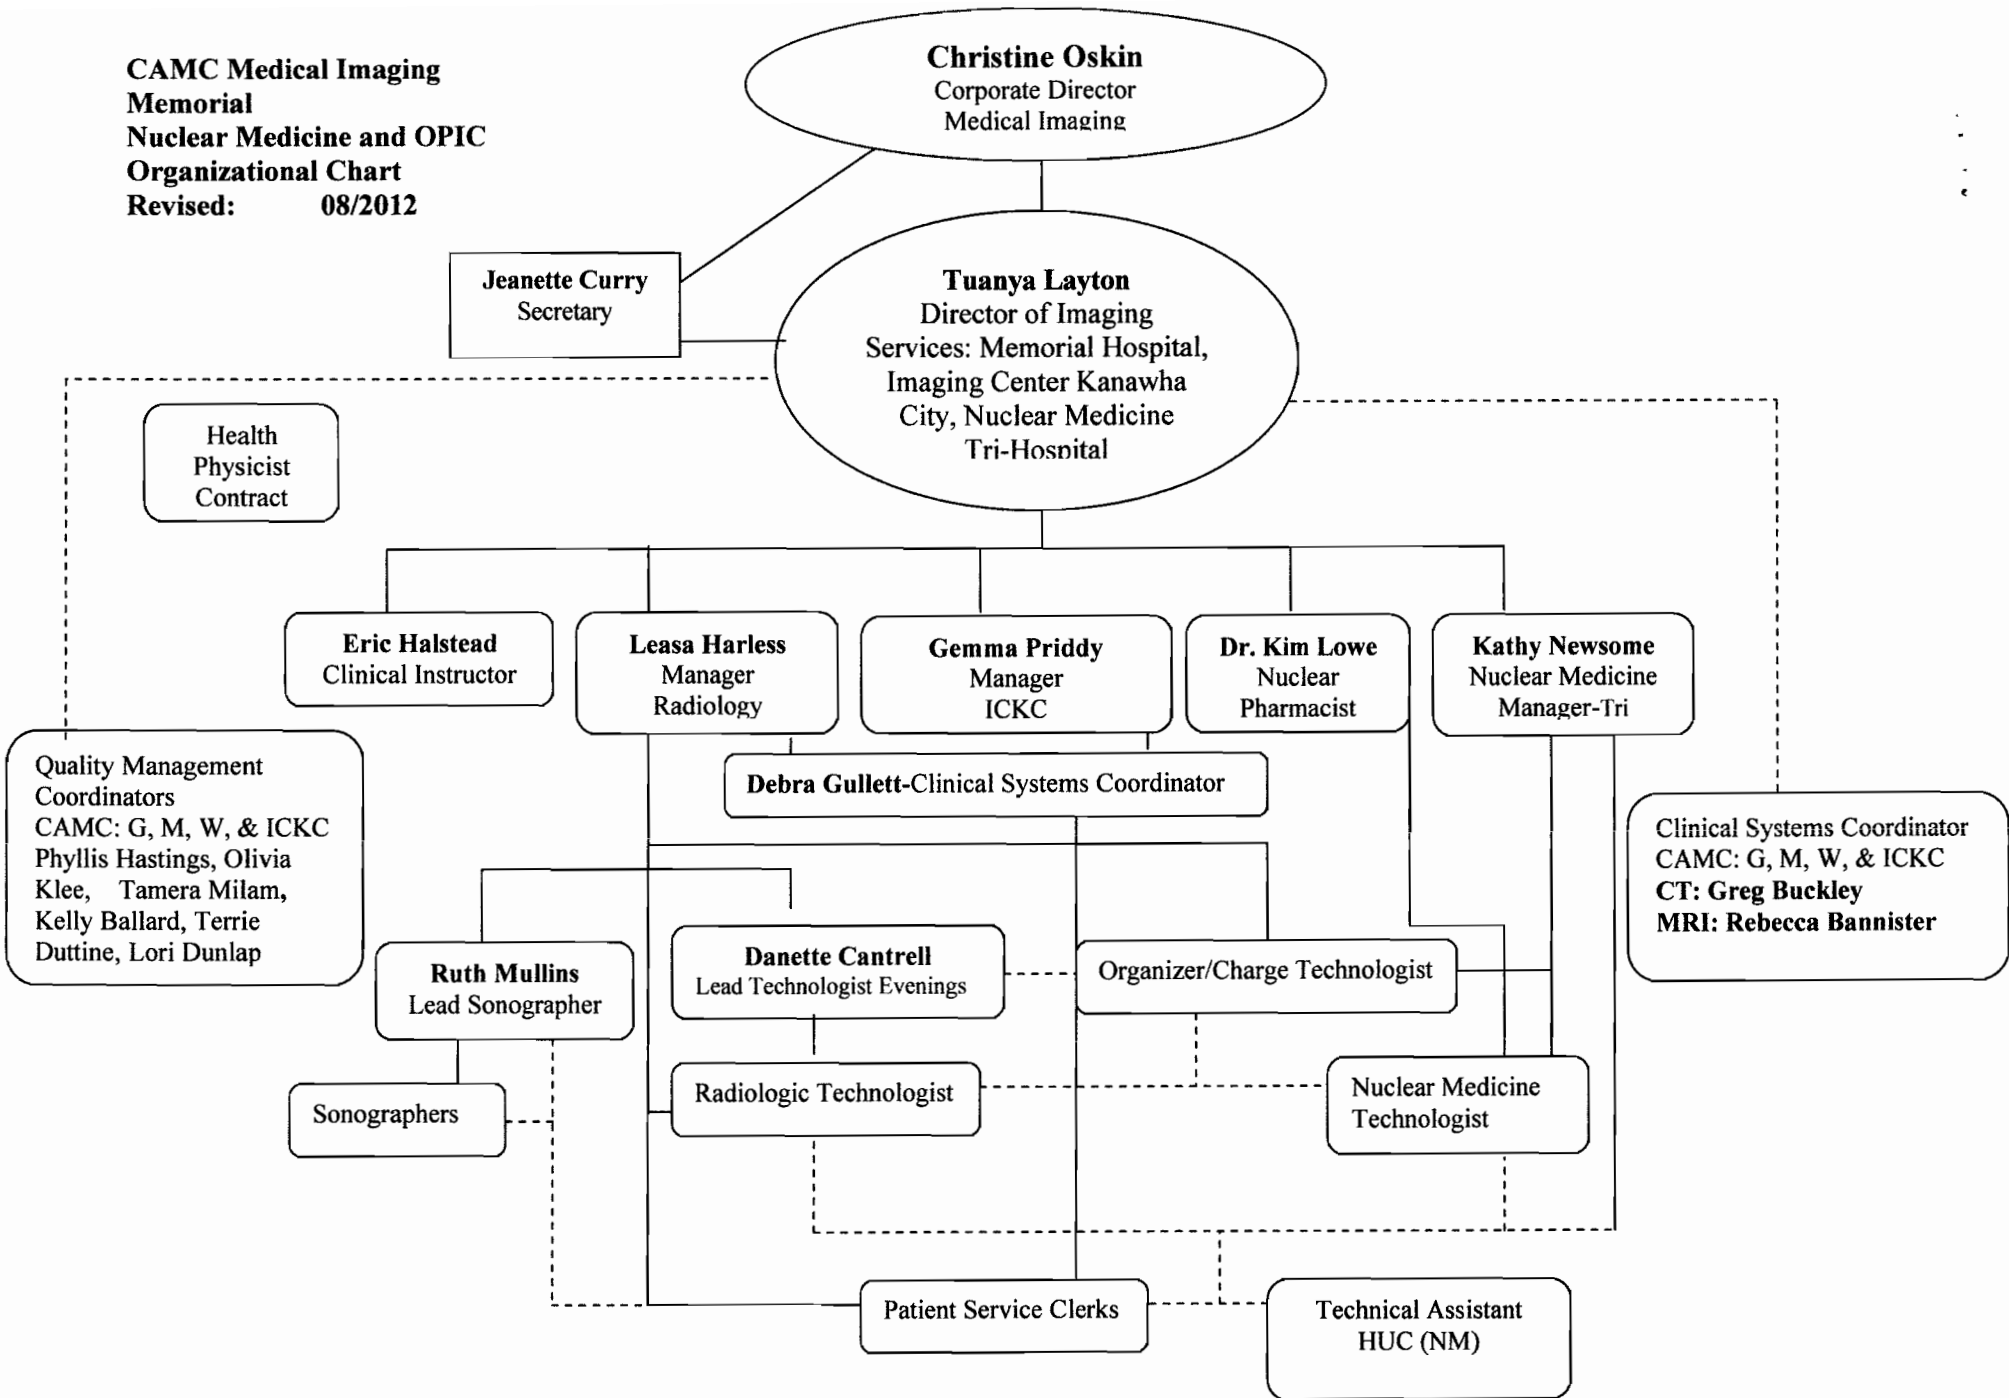 CAMC Medical Imaging
Memorial
Nuclear Medicine and OPIC
Organizational Chart
Revised: 08/2012
Christine Oskin
Corporate Director
Medical Imaging
Jeanette Curry
Secretary
Tuanya Layton
Director of Imaging
Services: Memorial Hospital,
Imaging Center Kanawha
City, Nuclear Medicine
Tri-Hospital
Health
Physicist
Contract
Eric Halstead
Clinical Instructor
Leasa Harless
Manager
Radiology
Gemma Priddy
Manager
ICKC
Dr. Kim Lowe
Nuclear
Pharmacist
Kathy Newsome
Nuclear Medicine
Manager-Tri
Quality Management
Coordinators
CAMC: G, M, W, & ICKC
Phyllis Hastings, Olivia
Klee, Tamera Milam,
Kelly Ballard, Terrie
Duttine, Lori Dunlap
Debra Gullett-Clinical Systems Coordinator
Clinical Systems Coordinator
CAMC: G, M, W, & ICKC
CT: Greg Buckley
MRI: Rebecca Bannister
Ruth Mullins
Lead Sonographer
Danette Cantrell
Lead Technologist Evenings
Organizer/Charge Technologist
Sonographers
Radiologic Technologist
Nuclear Medicine
Technologist
Patient Service Clerks
Technical Assistant
HUC (NM)